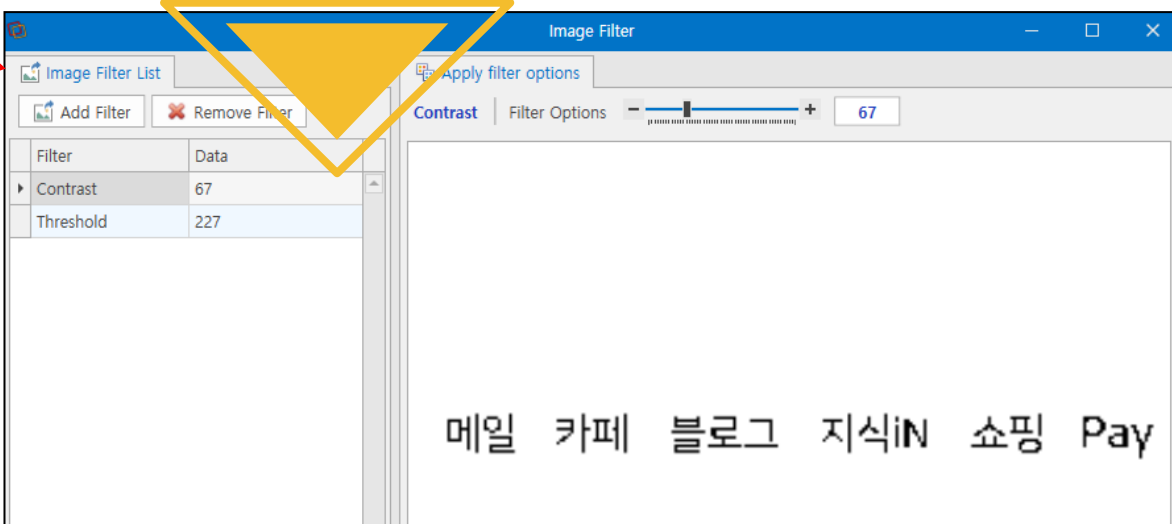 Image Filter
Image Filter List
Apply filter options
Add Filter
Remove Filter
Contrast
Filter Options
67
Filter
Data
Contrast
67
Threshold
227
메일 카페 블로그 지식iN 쇼핑 Pay